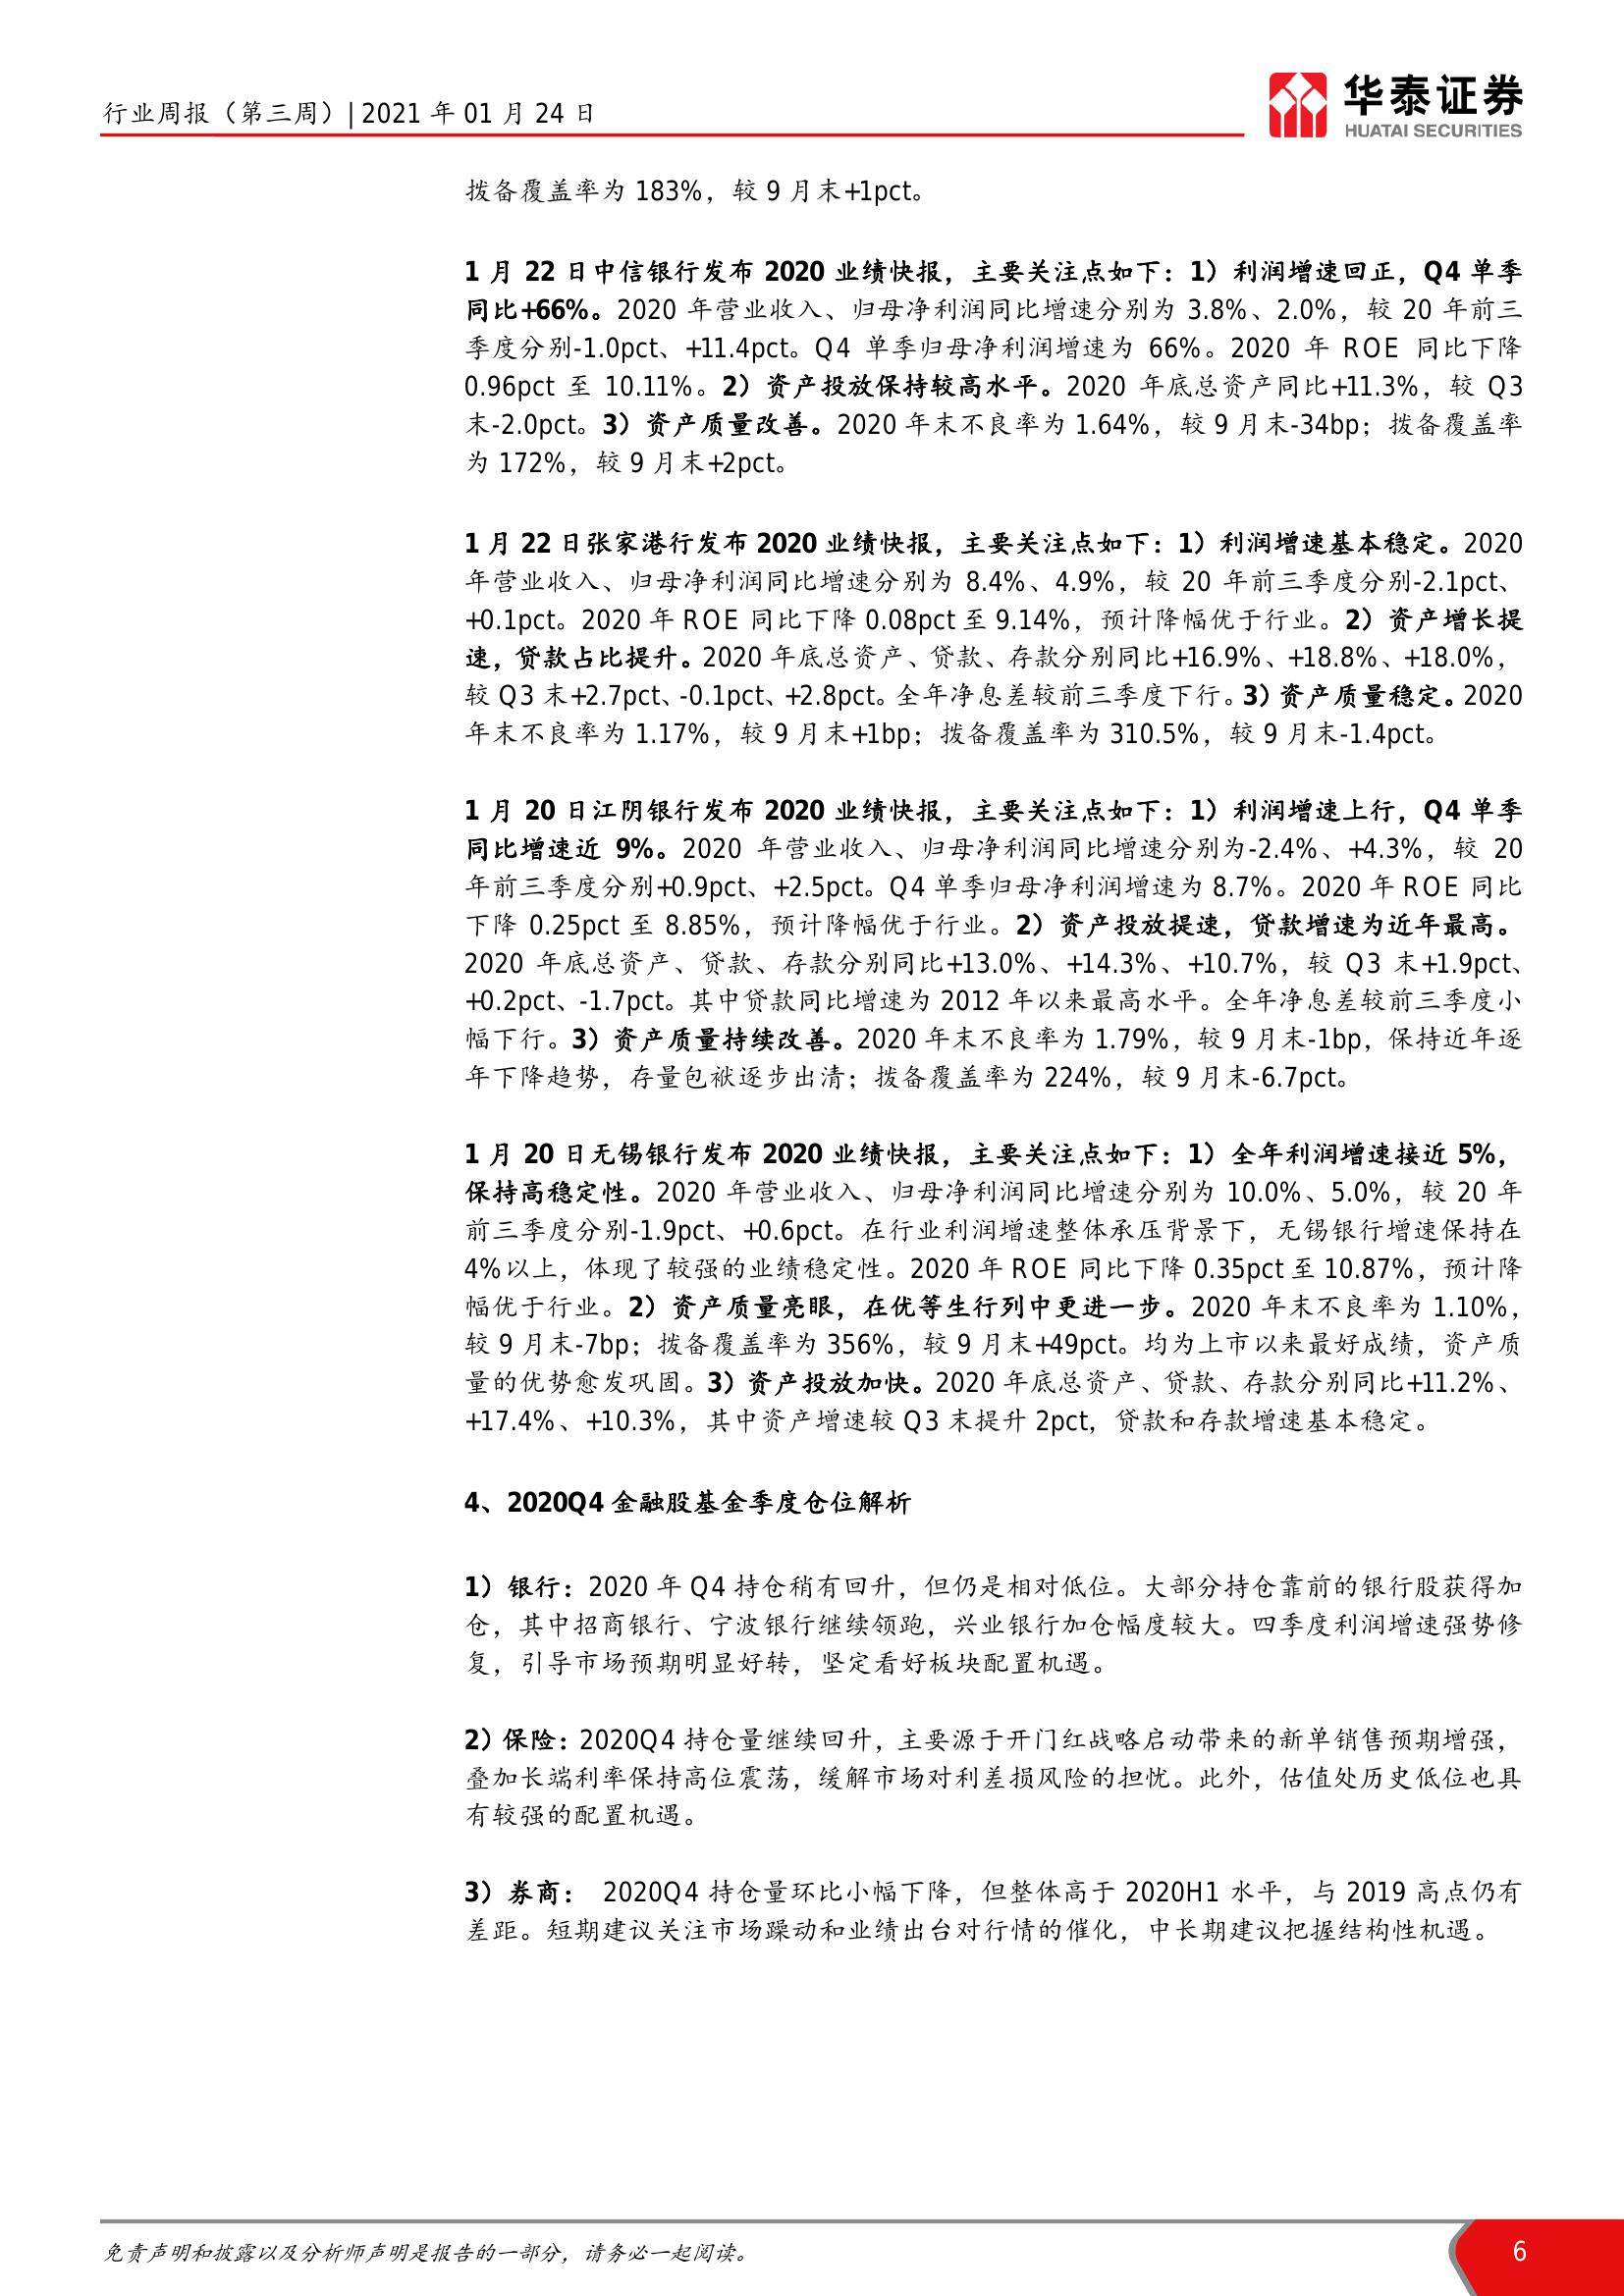 行业周报（第三周）| 2021 年 01 月 24 日
华泰证券
HUATAI SECURITIES
拨备覆盖率为 183%，较 9 月末+1pct。
1 月 22 日中信银行发布 2020 业绩快报，主要关注点如下：1）利润增速回正，Q4 单季
同比+66%。2020 年营业收入、归母净利润同比增速分别为 3.8%、2.0%，较 20 年前三
季度分别-1.0pct、+11.4pct。Q4 单季归母净利润增速为 66%。2020 年 ROE 同比下降
0.96pct 至 10.11%。2）资产投放保持较高水平。2020 年底总资产同比+11.3%，较 Q3
末-2.0pct。3）资产质量改善。2020 年末不良率为 1.64%，较 9 月末-34bp；拨备覆盖率
为 172%，较 9 月末+2pct。
1 月 22 日张家港行发布 2020 业绩快报，主要关注点如下：1）利润增速基本稳定。2020
年营业收入、归母净利润同比增速分别为 8.4%、4.9%，较 20 年前三季度分别-2.1pct、
+0.1pct。2020 年 ROE 同比下降 0.08pct 至 9.14%，预计降幅优于行业。2）资产增长提
速，贷款占比提升。2020 年底总资产、贷款、存款分别同比+16.9%、+18.8%、+18.0%，
较 Q3 末+2.7pct、-0.1pct、+2.8pct。全年净息差较前三季度下行。3）资产质量稳定。2020
年末不良率为 1.17%，较 9 月末+1bp；拨备覆盖率为 310.5%，较 9 月末-1.4pct。
1 月 20 日江阴银行发布 2020 业绩快报，主要关注点如下：1）利润增速上行，Q4 单季
同比增速近 9%。2020 年营业收入、归母净利润同比增速分别为-2.4%、+4.3%，较 20
年前三季度分别+0.9pct、+2.5pct。Q4 单季归母净利润增速为 8.7%。2020 年 ROE 同比
下降 0.25pct 至 8.85%，预计降幅优于行业。2）资产投放提速，贷款增速为近年最高。
2020 年底总资产、贷款、存款分别同比+13.0%、+14.3%、+10.7%，较 Q3 末+1.9pct、
+0.2pct、-1.7pct。其中贷款同比增速为 2012 年以来最高水平。全年净息差较前三季度小
幅下行。3）资产质量持续改善。2020 年末不良率为 1.79%，较 9 月末-1bp，保持近年逐
年下降趋势，存量包袱逐步出清；拨备覆盖率为 224%，较 9 月末-6.7pct。
1 月 20 日无锡银行发布 2020 业绩快报，主要关注点如下：1）全年利润增速接近 5%，
保持高稳定性。2020 年营业收入、归母净利润同比增速分别为 10.0%、5.0%，较 20 年
前三季度分别-1.9pct、+0.6pct。在行业利润增速整体承压背景下，无锡银行增速保持在
4%以上，体现了较强的业绩稳定性。2020 年 ROE 同比下降 0.35pct 至 10.87%，预计降
幅优于行业。2）资产质量亮眼，在优等生行列中更进一步。2020 年末不良率为 1.10%，
较 9 月末-7bp；拨备覆盖率为 356%，较 9 月末+49pct。均为上市以来最好成绩，资产质
量的优势愈发巩固。3）资产投放加快。2020 年底总资产、贷款、存款分别同比+11.2%、
+17.4%、+10.3%，其中资产增速较 Q3 末提升 2pct，贷款和存款增速基本稳定。
4、2020Q4 金融股基金季度仓位解析
1）银行：2020 年 Q4 持仓稍有回升，但仍是相对低位。大部分持仓靠前的银行股获得加
仓，其中招商银行、宁波银行继续领跑，兴业银行加仓幅度较大。四季度利润增速强势修
复，引导市场预期明显好转，坚定看好板块配置机遇。
2）保险：2020Q4 持仓量继续回升，主要源于开门红战略启动带来的新单销售预期增强，
叠加长端利率保持高位震荡，缓解市场对利差损风险的担忧。此外，估值处历史低位也具
有较强的配置机遇。
3）券商： 2020Q4 持仓量环比小幅下降，但整体高于 2020H1 水平，与 2019 高点仍有
差距。短期建议关注市场躁动和业绩出台对行情的催化，中长期建议把握结构性机遇。
免责声明和披露以及分析师声明是报告的一部分，请务必一起阅读。
6